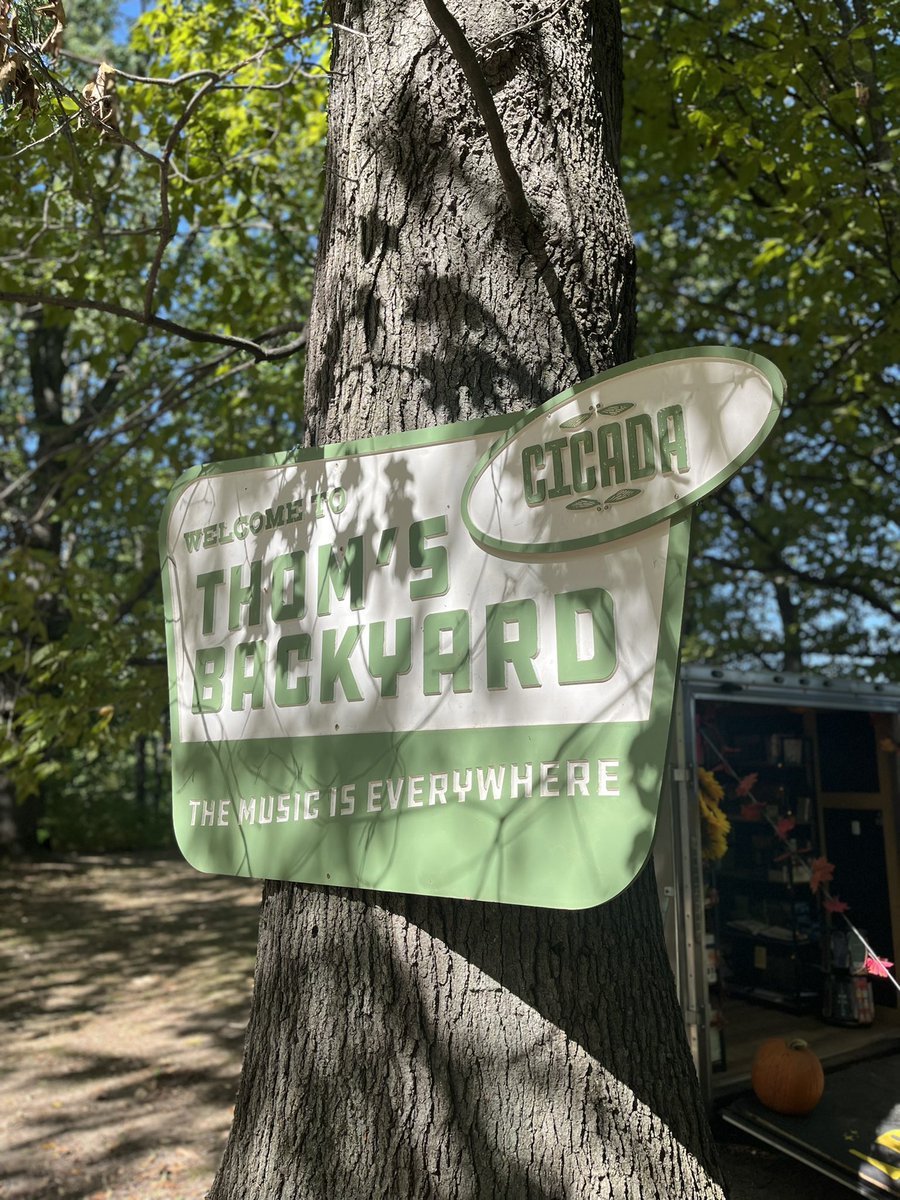 CICADA
WELCOME TO
THOM'S
BACKYARD
THE MUSIC IS EVERYWHERE